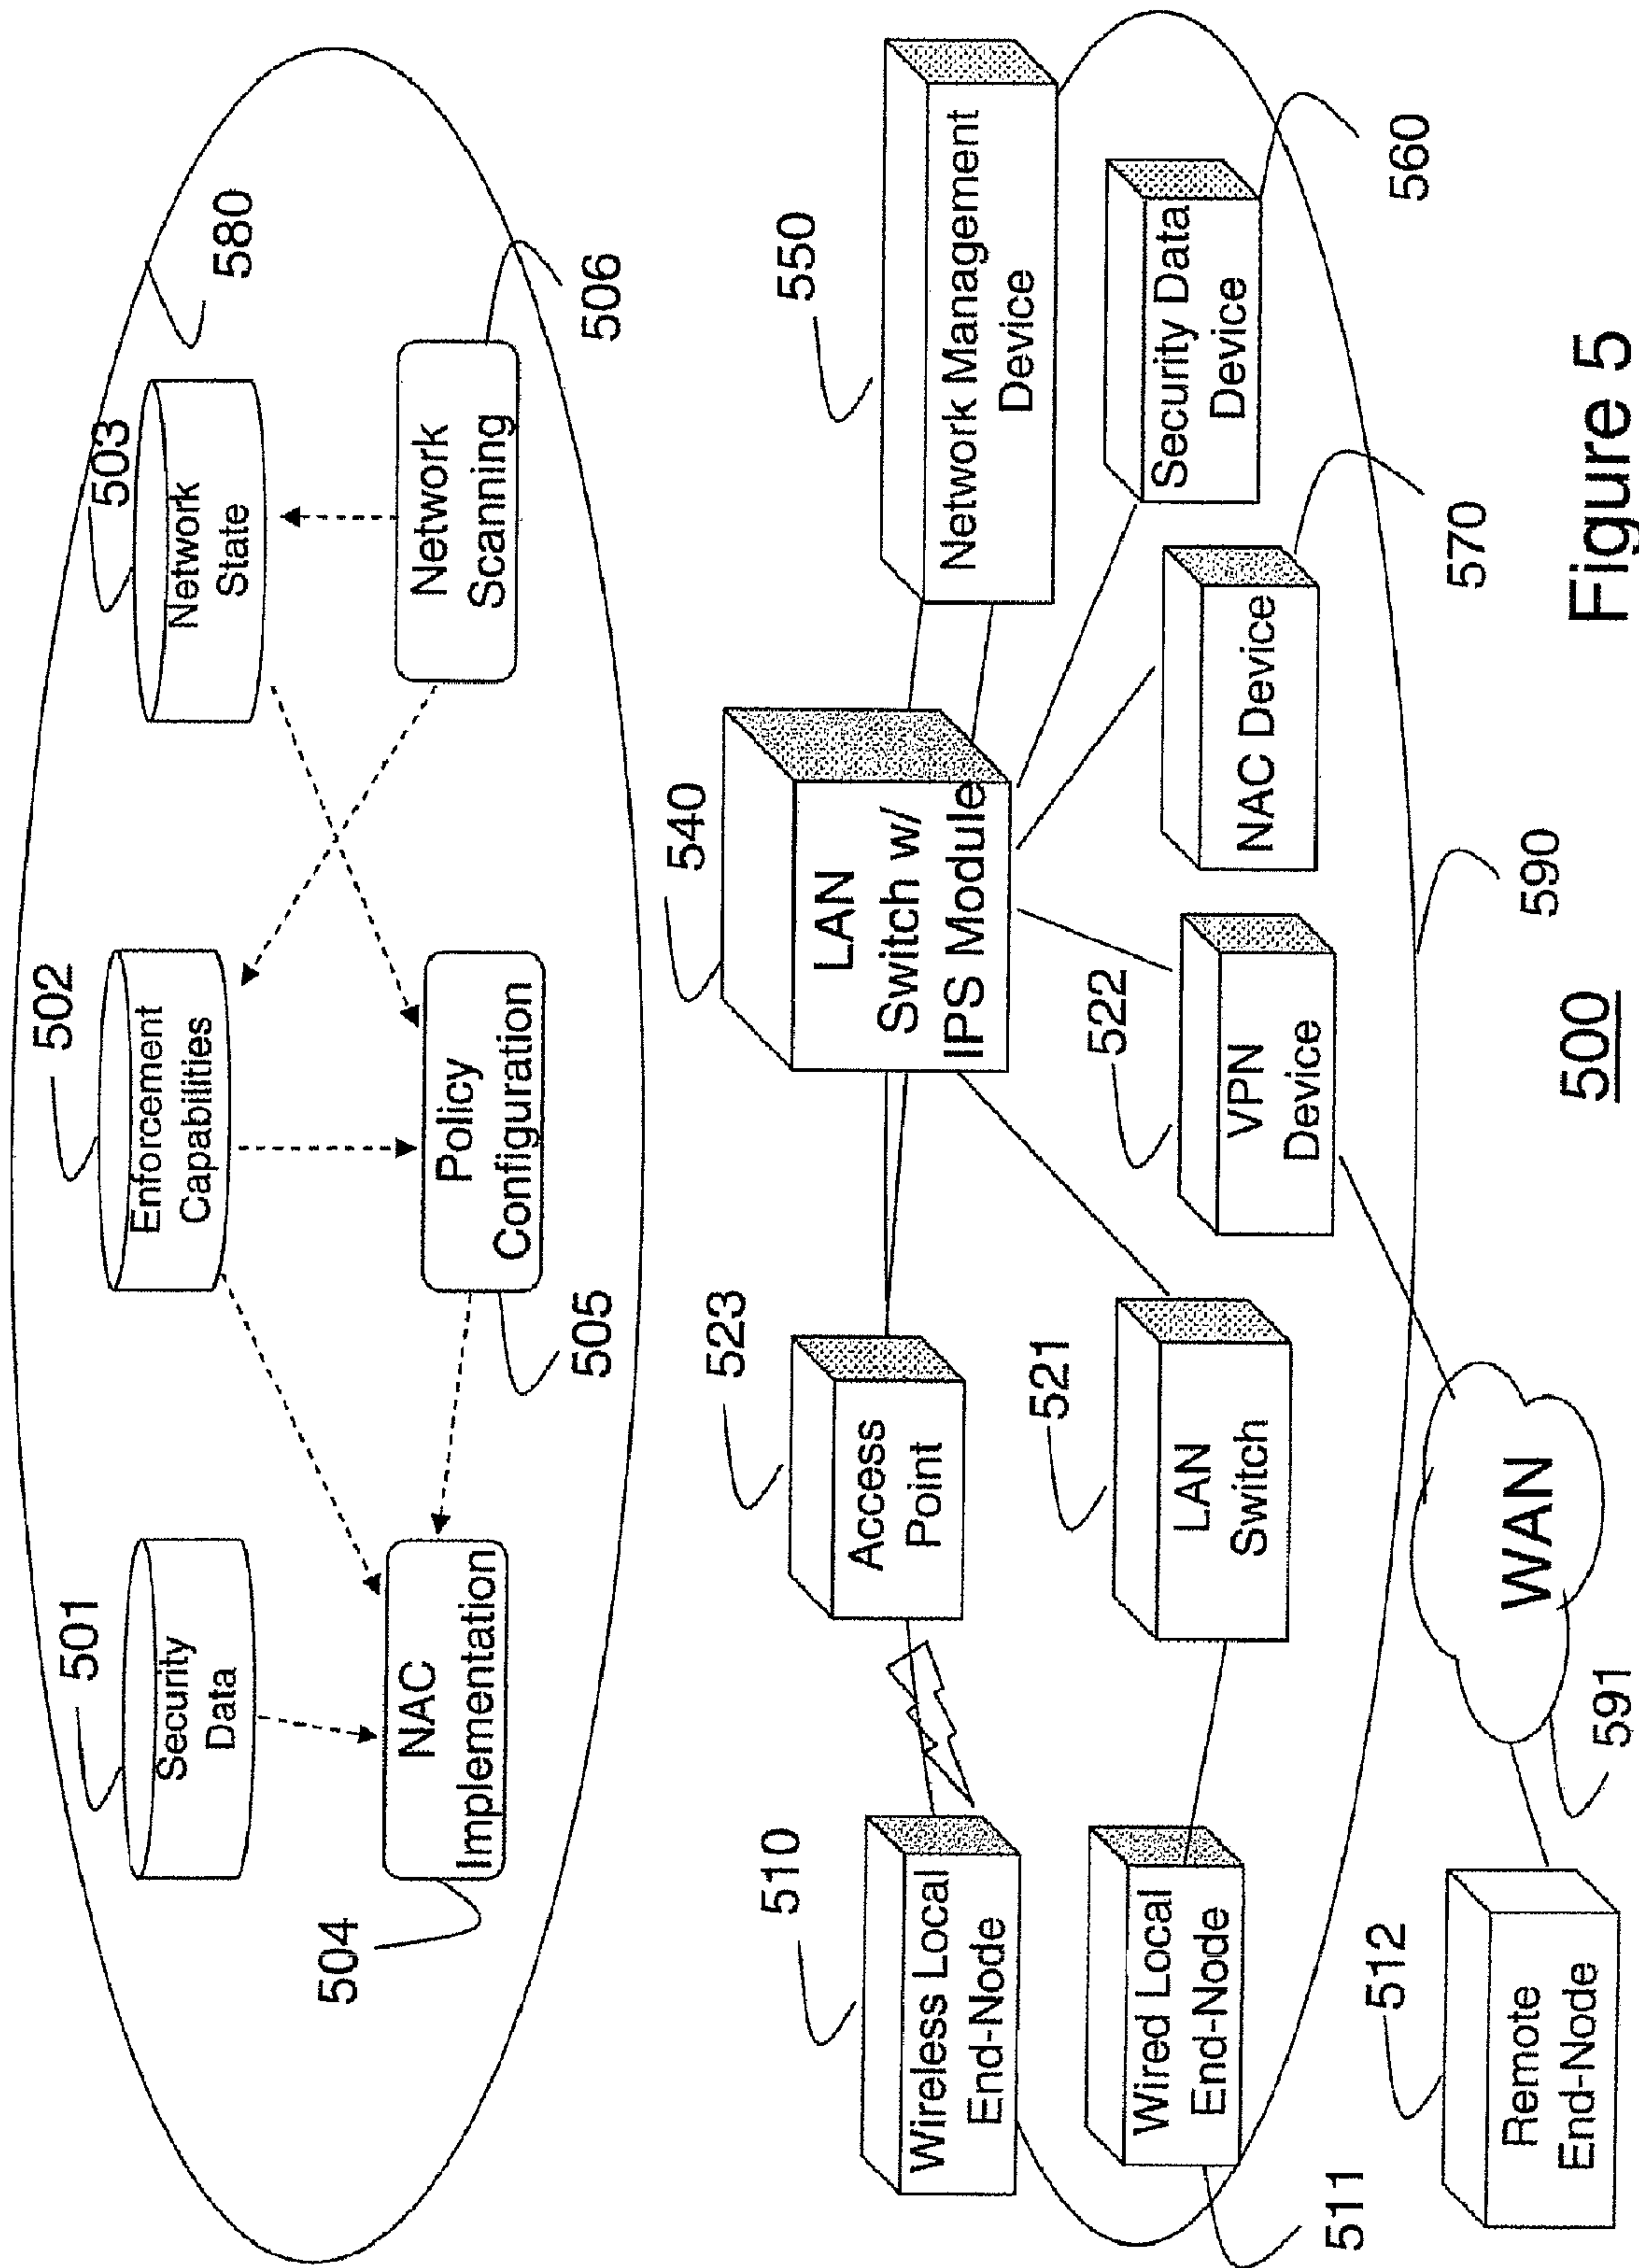 580
501
Security
Data
502
Enforcement
Capabilities
503
Network
State
504
NAC
Implementation
505
Policy
Configuration
506
Network
Scanning
510
Wireless Local
End-Node
523
Access
Point
540
LAN
Switch w/
IPS Module
550
Network Management
Device
511
Wired Local
End-Node
521
LAN
Switch
522
VPN
Device
570
NAC Device
560
Security Data
Device
590
512
Remote
End-Node
591
WAN
500
Figure 5